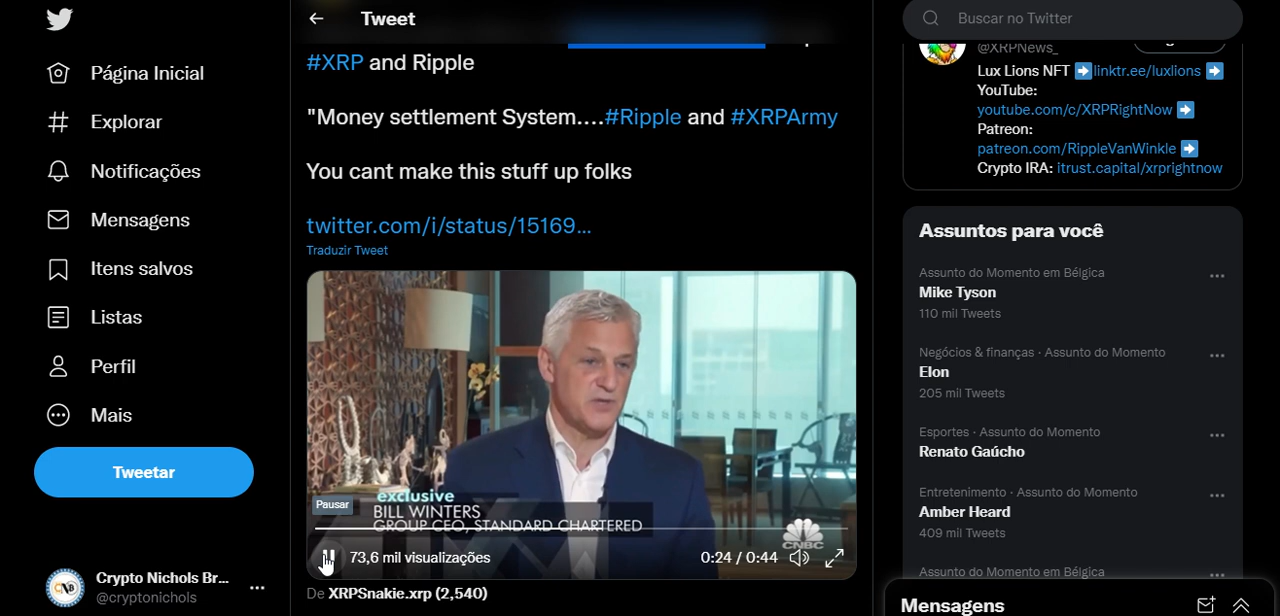 Página Inicial
Explorar
Notificações
Mensagens
Itens salvos
Listas
Perfil
Mais
Tweetar
Crypto Nichols Br...
@cryptonichols
Tweet
#XRP and Ripple
"Money settlement System....#Ripple and #XRPArmy
You cant make this stuff up folks
twitter.com/i/status/15169...
Traduzir Tweet
exclusive
Pausar
BILL WINTERS
GROUP CEO, STANDARD CHARTERED
CNBC
73,6 mil visualizações
0:24 / 0:44
De XRPSnakie.xrp (2,540)
Buscar no Twitter
@XRPNews_
Lux Lions NFT ➡️linktr.ee/luxlions ➡️
YouTube:
youtube.com/c/XRPRightNow ➡️
Patreon:
patreon.com/RippleVanWinkle ➡️
Crypto IRA: itrust.capital/xrprightnow
Assuntos para você
Assunto do Momento em Bélgica
Mike Tyson
110 mil Tweets
Negócios & finanças · Assunto do Momento
Elon
205 mil Tweets
Esportes · Assunto do Momento
Renato Gaúcho
Entretenimento · Assunto do Momento
Amber Heard
409 mil Tweets
Assunto do Momento em Bélgica
Mensagens